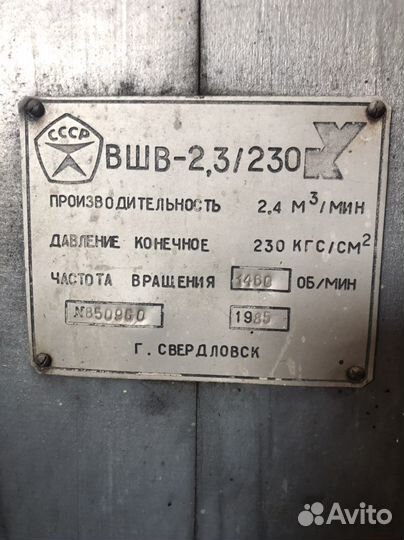 СССР
ВШВ-2,3/230 К
ПРОИЗВОДИТЕЛЬНОСТЬ 2,4 М³/МИН
ДАВЛЕНИЕ КОНЕЧНОЕ 230 КГС/СМ²
ЧАСТОТА ВРАЩЕНИЯ 1460 ОБ/МИН
№850960 1985
Г. СВЕРДЛОВСК
Avito